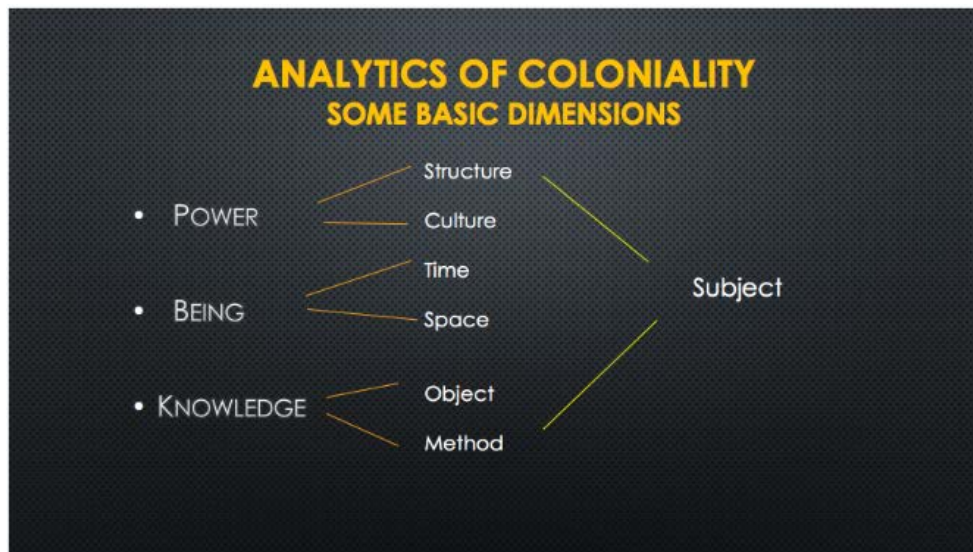 ANALYTICS OF COLONIALITY
SOME BASIC DIMENSIONS
• POWER
Structure
Culture
• BEING
Time
Space
• KNOWLEDGE
Object
Method
Subject